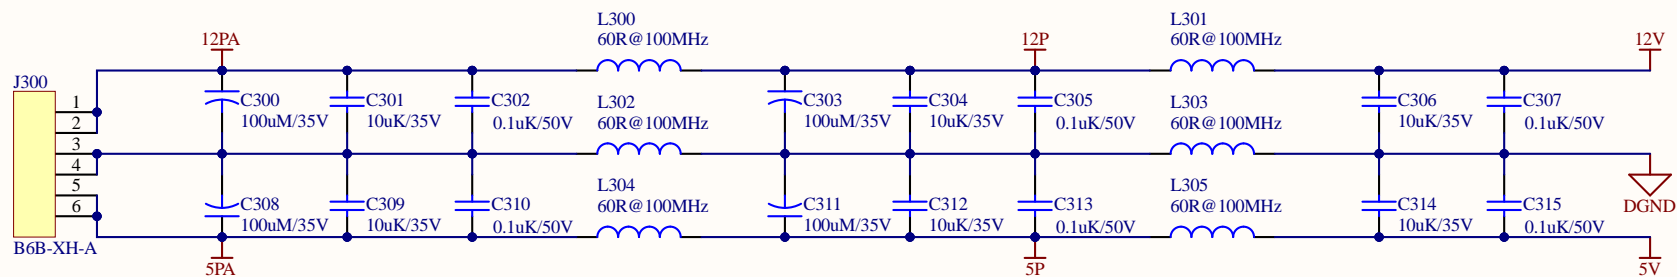 L300
60R@100MHz
L301
60R@100MHz
12PA
12P
12V
J300
1
2
3
4
5
6
B6B-XH-A
C300
100uM/35V
C301
10uK/35V
C302
0.1uK/50V
L302
60R@100MHz
C303
100uM/35V
C304
10uK/35V
C305
0.1uK/50V
L303
60R@100MHz
C306
10uK/35V
C307
0.1uK/50V
C308
100uM/35V
C309
10uK/35V
C310
0.1uK/50V
L304
60R@100MHz
C311
100uM/35V
C312
10uK/35V
C313
0.1uK/50V
L305
60R@100MHz
C314
10uK/35V
C315
0.1uK/50V
DGND
5PA
5P
5V